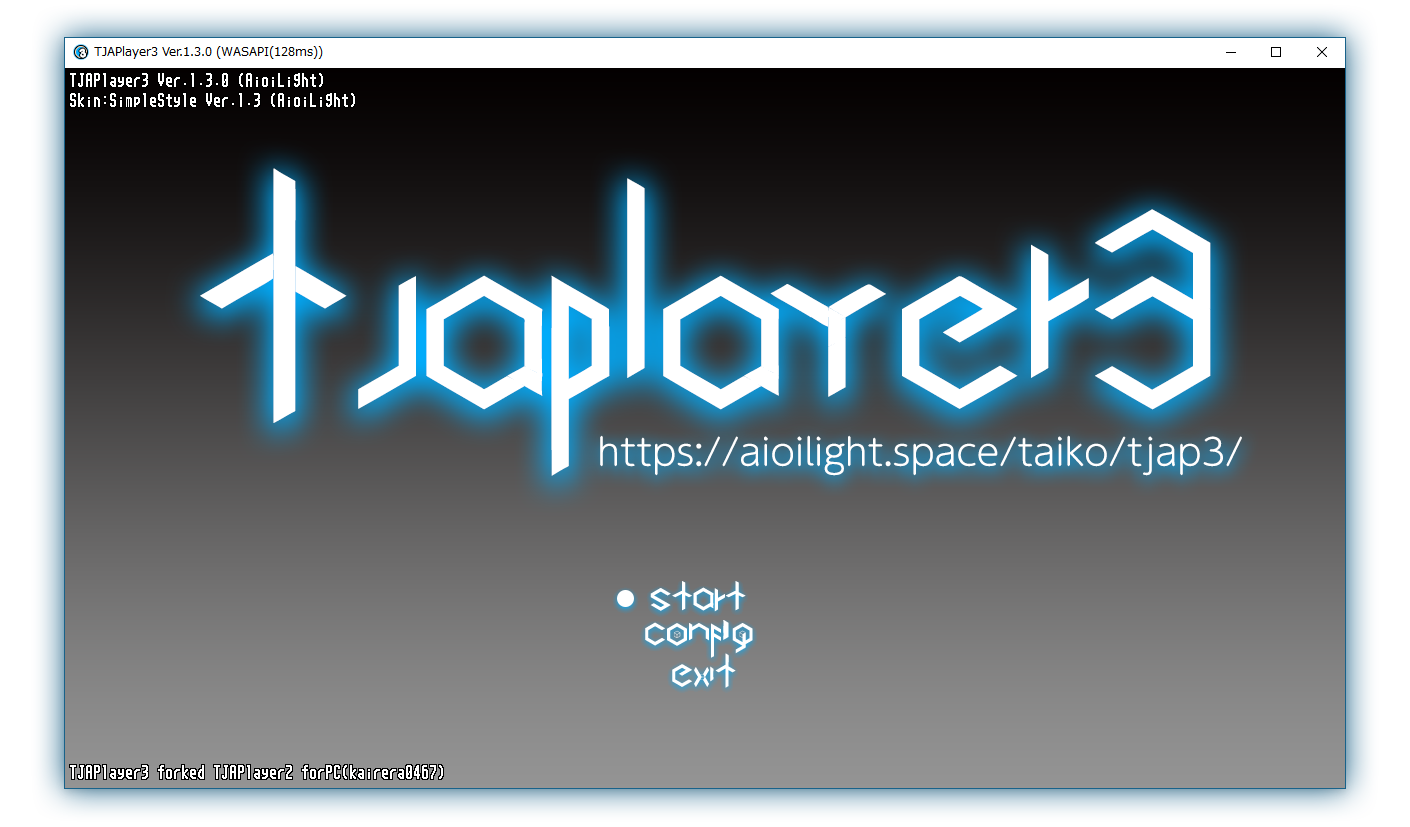 TJAPlayer3 Ver.1.3.0 (WASAPI(128ms))
TJAPlayer3 Ver.1.3.0 (AioiLight)
Skin:SimpleStyle Ver.1.3 (AioiLight)
tjaplayer3
https://aioilight.space/taiko/tjap3/
start
config
exit
TJAPlayer3 forked TJAPlayer2 forPC(kairera0467)